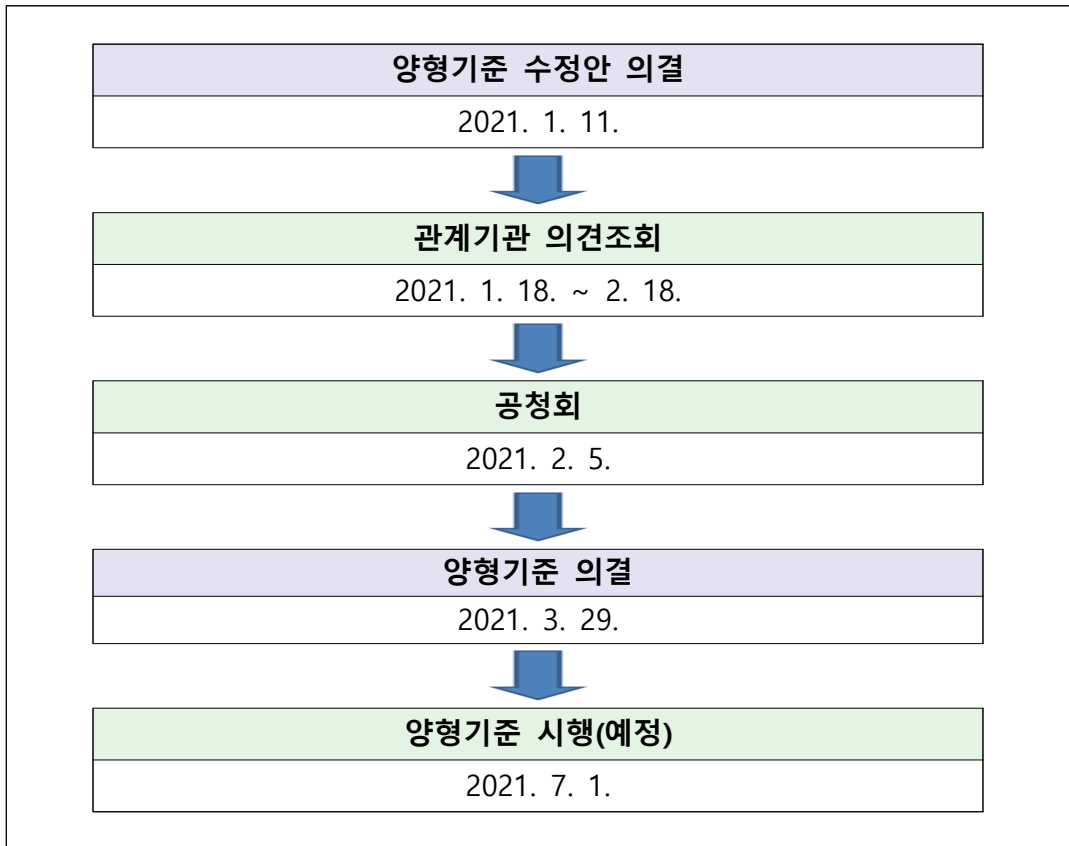 양형기준 수정안 의결
2021. 1. 11.
관계기관 의견조회
2021. 1. 18. ~ 2. 18.
공청회
2021. 2. 5.
양형기준 의결
2021. 3. 29.
양형기준 시행(예정)
2021. 7. 1.